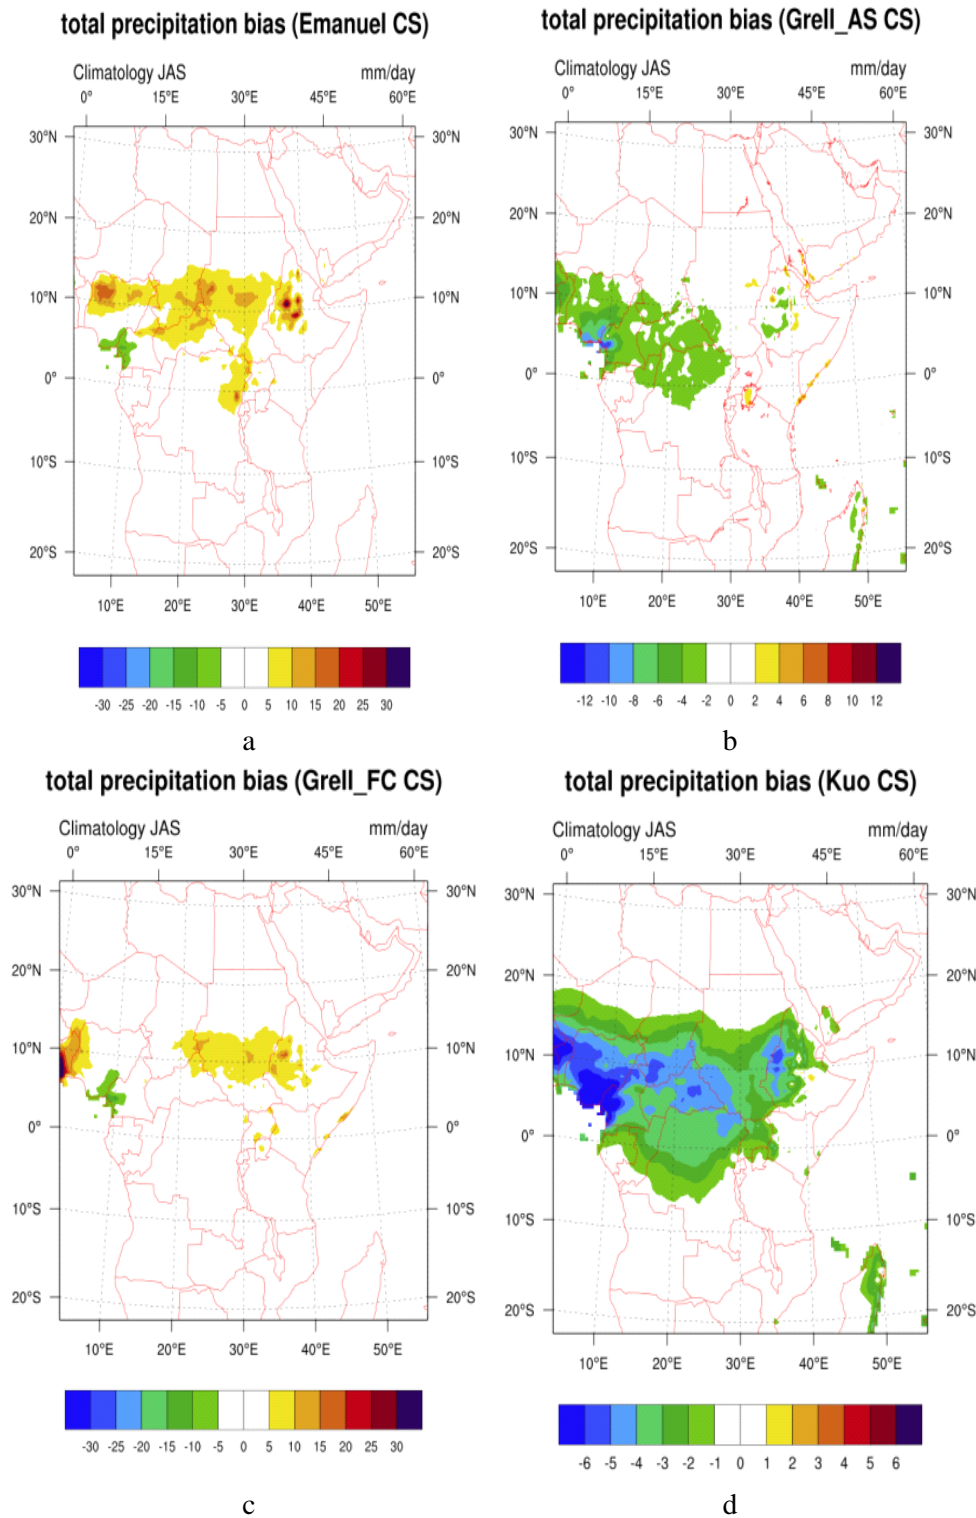 total precipitation bias (Emanuel CS)
Climatology JAS mm/day
0° 15°E 30°E 45°E 60°E
30°N 30°N
20°N 20°N
10°N 10°N
0° 0°
10°S 10°S
20°S 20°S
10°E 20°E 30°E 40°E 50°E
-30 -25 -20 -15 -10 -5 0 5 10 15 20 25 30
a
total precipitation bias (Grell_AS CS)
Climatology JAS mm/day
0° 15°E 30°E 45°E 60°E
30°N 30°N
20°N 20°N
10°N 10°N
0° 0°
10°S 10°S
20°S 20°S
10°E 20°E 30°E 40°E 50°E
-12 -10 -8 -6 -4 -2 0 2 4 6 8 10 12
b
total precipitation bias (Grell_FC CS)
Climatology JAS mm/day
0° 15°E 30°E 45°E 60°E
30°N 30°N
20°N 20°N
10°N 10°N
0° 0°
10°S 10°S
20°S 20°S
10°E 20°E 30°E 40°E 50°E
-30 -25 -20 -15 -10 -5 0 5 10 15 20 25 30
c
total precipitation bias (Kuo CS)
Climatology JAS mm/day
0° 15°E 30°E 45°E 60°E
30°N 30°N
20°N 20°N
10°N 10°N
0° 0°
10°S 10°S
20°S 20°S
10°E 20°E 30°E 40°E 50°E
-6 -5 -4 -3 -2 -1 0 1 2 3 4 5 6
d